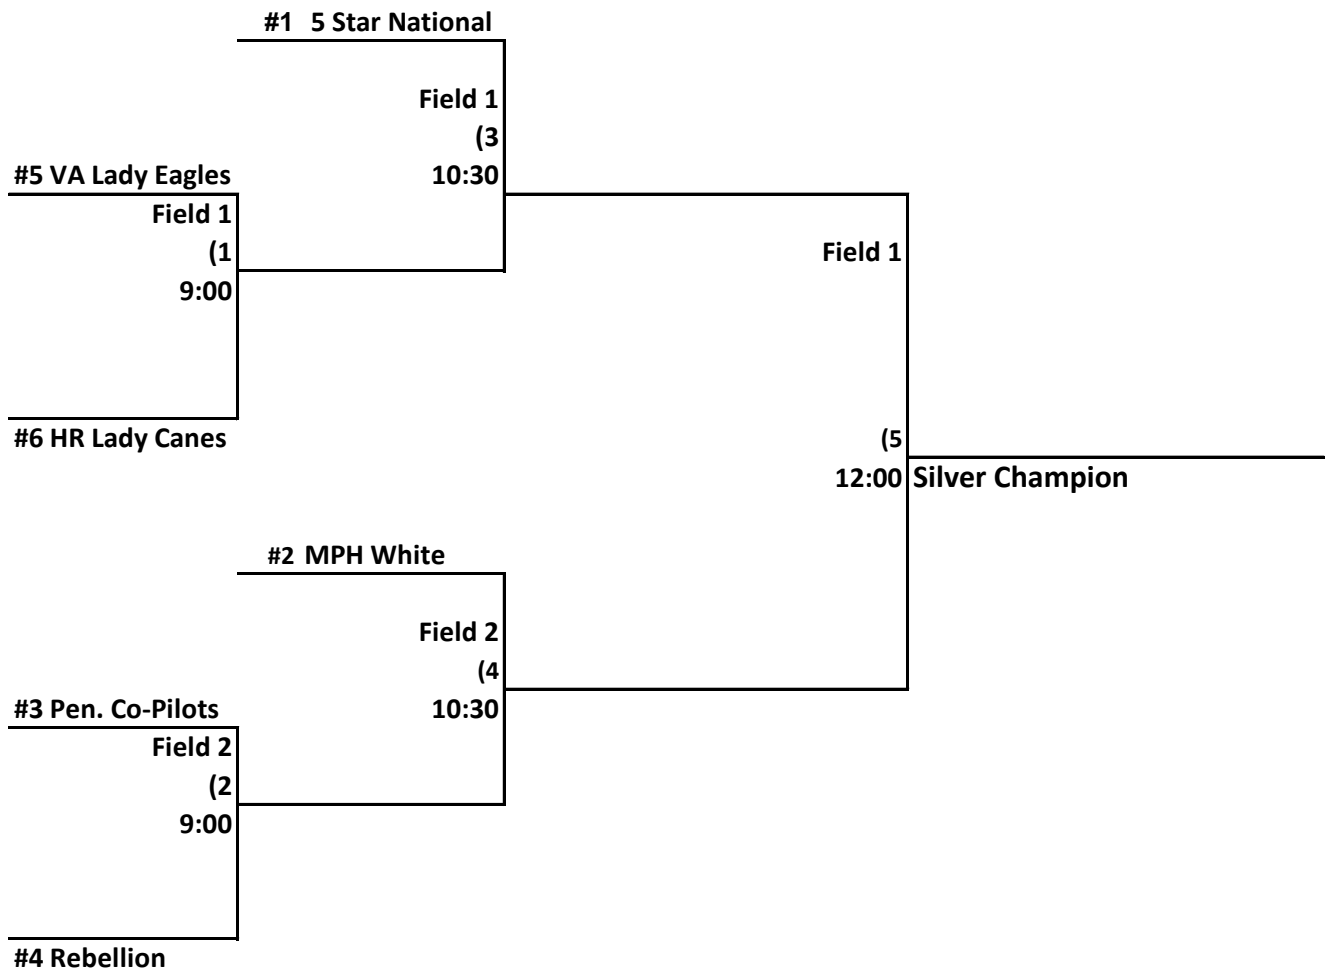 #1 5 Star National
Field 1
(3
#5 VA Lady Eagles
10:30
Field 1
(1
Field 1
9:00
#6 HR Lady Canes
(5
12:00 Silver Champion
#2 MPH White
Field 2
(4
#3 Pen. Co-Pilots
10:30
Field 2
(2
9:00
#4 Rebellion